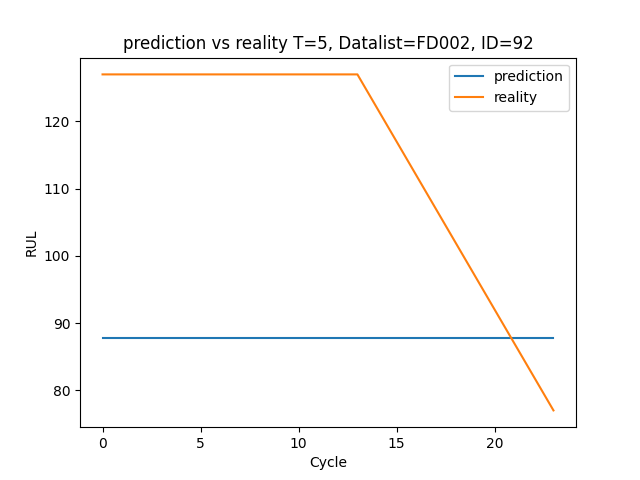 prediction vs reality T=5, Datalist=FD002, ID=92
prediction
reality
RUL
120
110
100
90
80
0 5 10 15 20
Cycle